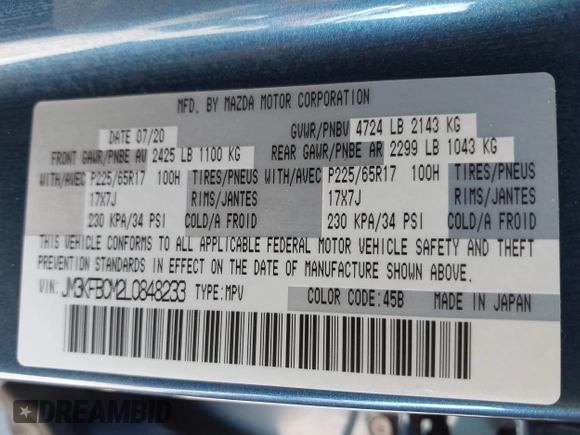 MFD. BY MAZDA MOTOR CORPORATION
DATE 07/20 GVWR/PNBV 4724 LB 2143 KG
FRONT GAWR/PNBE AV 2425 LB 1100 KG REAR GAWR/PNBE AR 2299 LB 1043 KG
WITH/AVEC P225/65R17 100H TIRES/PNEUS WITH/AVEC P225/65R17 100H TIRES/PNEUS
17X7J RIMS/JANTES 17X7J RIMS/JANTES
230 KPA/34 PSI COLD/A FROID 230 KPA/34 PSI COLD/A FROID
THIS VEHICLE CONFORMS TO ALL APPLICABLE FEDERAL MOTOR VEHICLE SAFETY AND THEFT
PREVENTION STANDARDS IN EFFECT ON THE DATE OF MANUFACTURE SHOWN ABOVE.
VIN: JM3KFBCM2L0848233 TYPE:MPV COLOR CODE:45B MADE IN JAPAN
DREAMBID